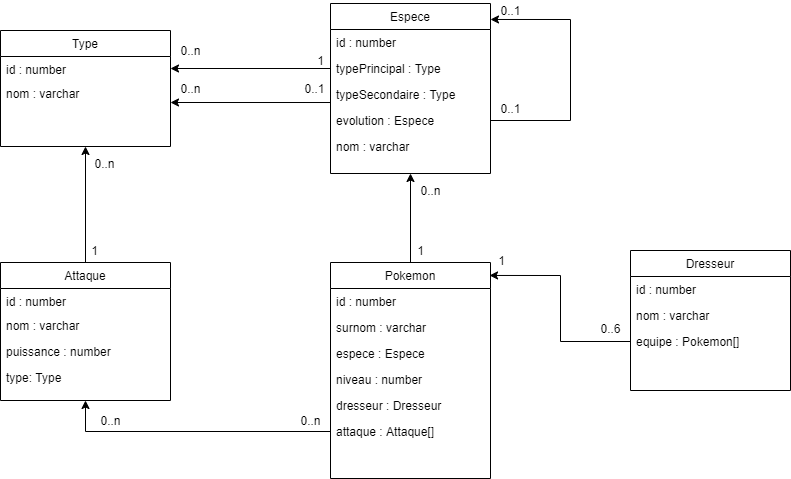 Type
id : number
nom : varchar
0..n
1
0..n
0..1
Espece
id : number
typePrincipal : Type
typeSecondaire : Type
evolution : Espece
nom : varchar
0..1
0..1
0..n
1
0..n
1
Attaque
id : number
nom : varchar
puissance : number
type: Type
Pokemon
id : number
surnom : varchar
espece : Espece
niveau : number
dresseur : Dresseur
attaque : Attaque[]
0..n
0..n
1
0..6
Dresseur
id : number
nom : varchar
equipe : Pokemon[]